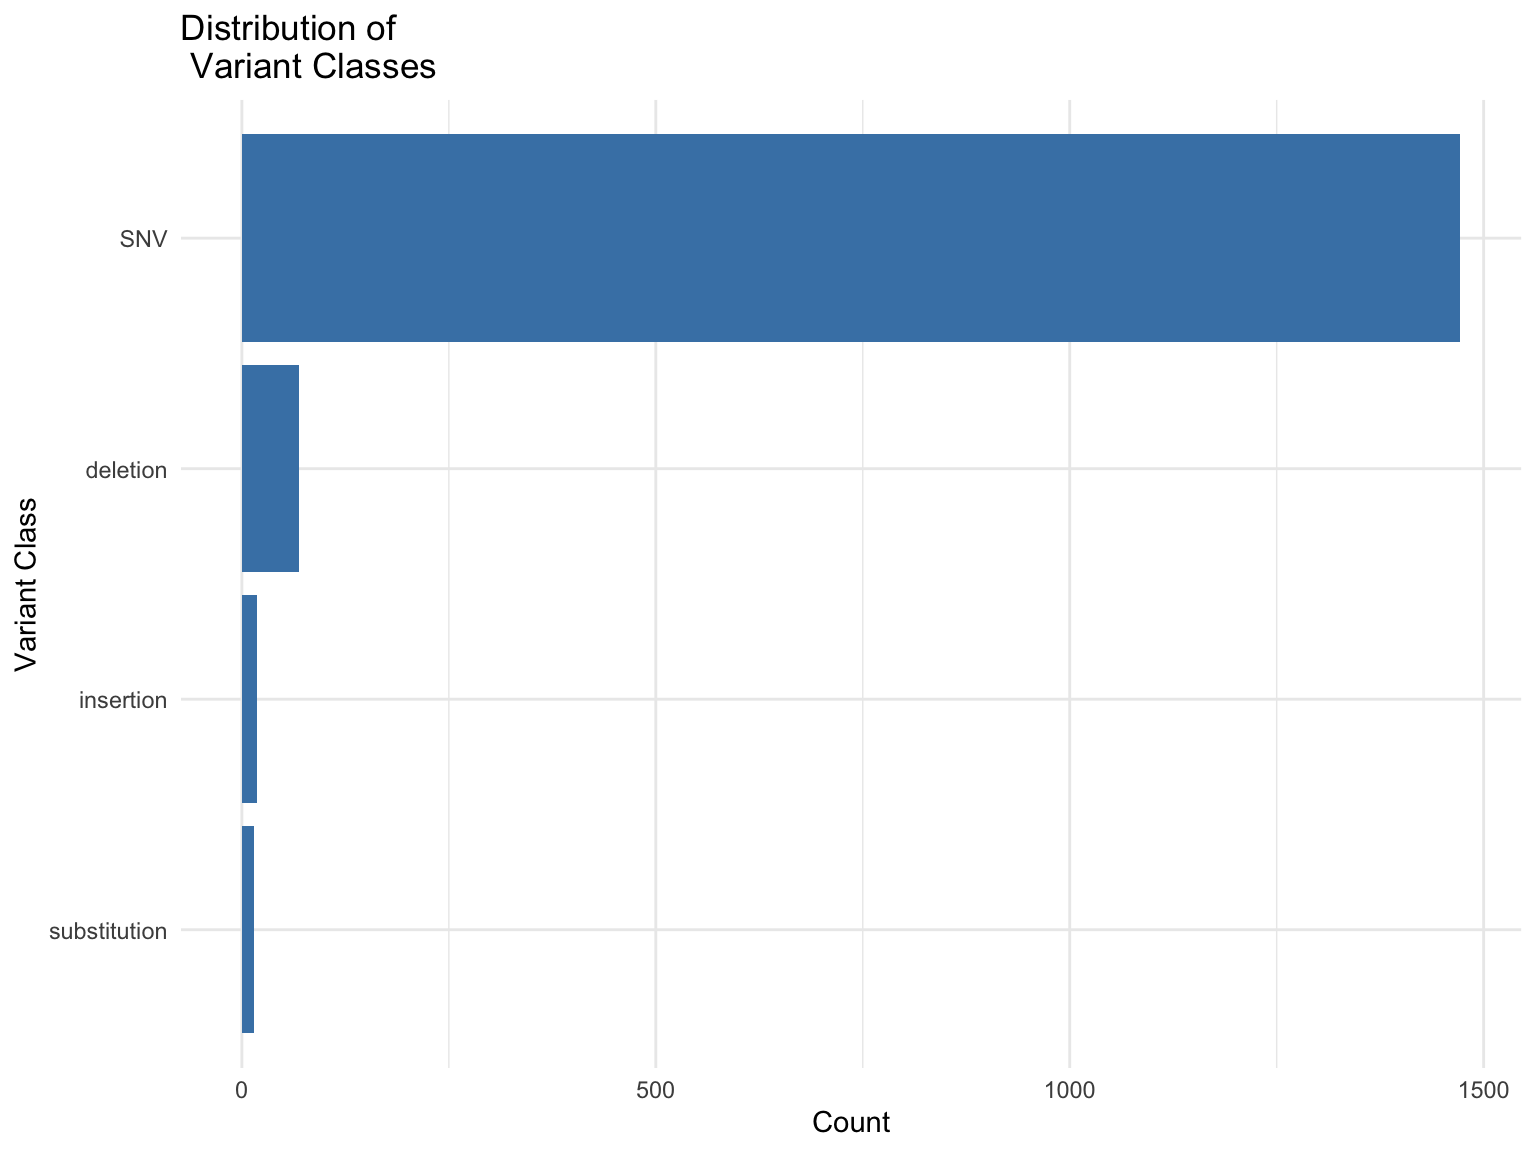 Distribution of
Variant Classes
Variant Class
SNV
deletion
insertion
substitution
0 500 1000 1500
Count